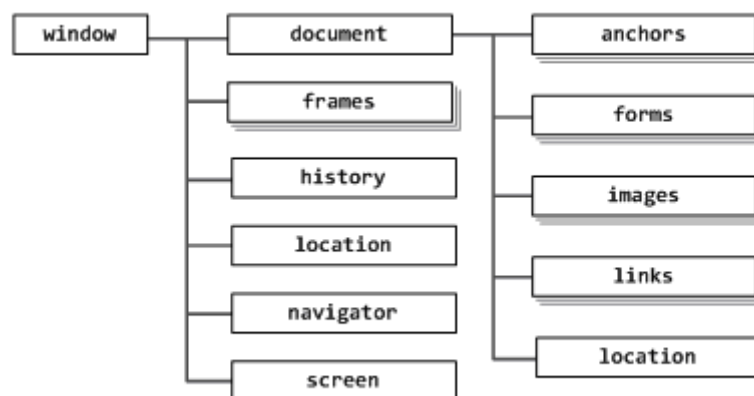 window
document
frames
history
location
navigator
screen
anchors
forms
images
links
location